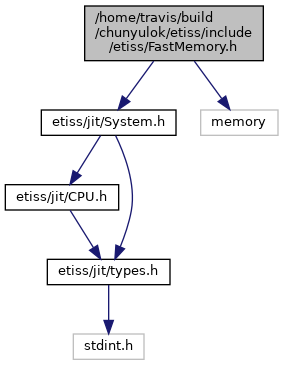 /home/travis/build
/chunyulok/etiss/include
/etiss/FastMemory.h
etiss/jit/System.h
memory
etiss/jit/CPU.h
etiss/jit/types.h
stdint.h